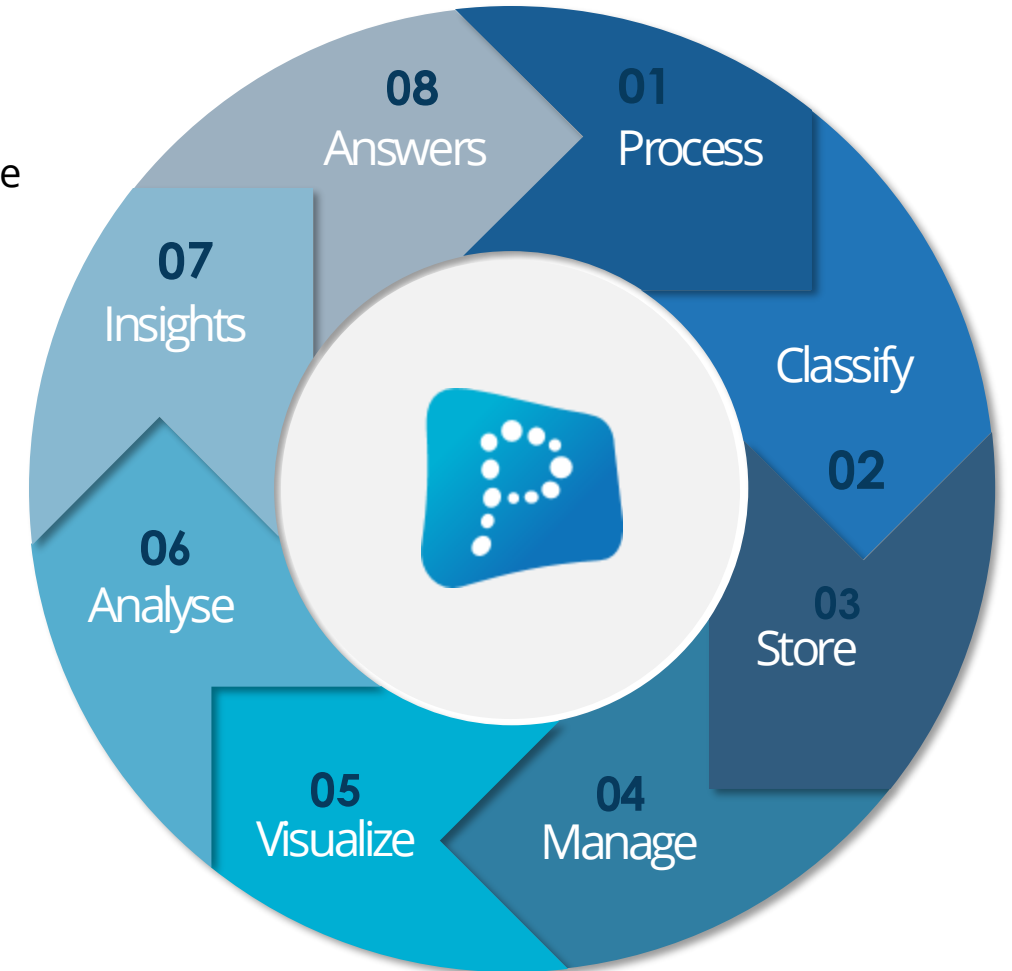 e
01
Process
Classify
02
03
Store
04
Manage
05
Visualize
06
Analyse
07
Insights
08
Answers
P